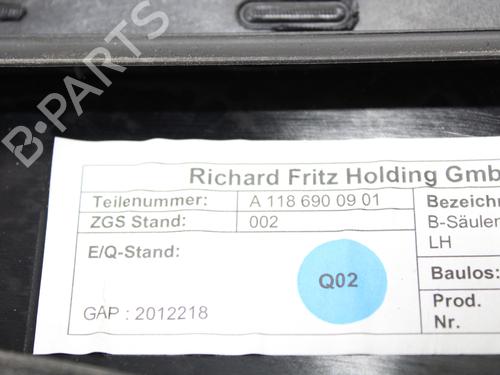 B-PARTS
Richard Fritz Holding Gmb
Teilenummer: A 118 690 09 01 Bezeichn
ZGS Stand: 002 B-Säulen
LH
E/Q-Stand: Q02 Baulos:
GAP : 2012218 Prod.
Nr.